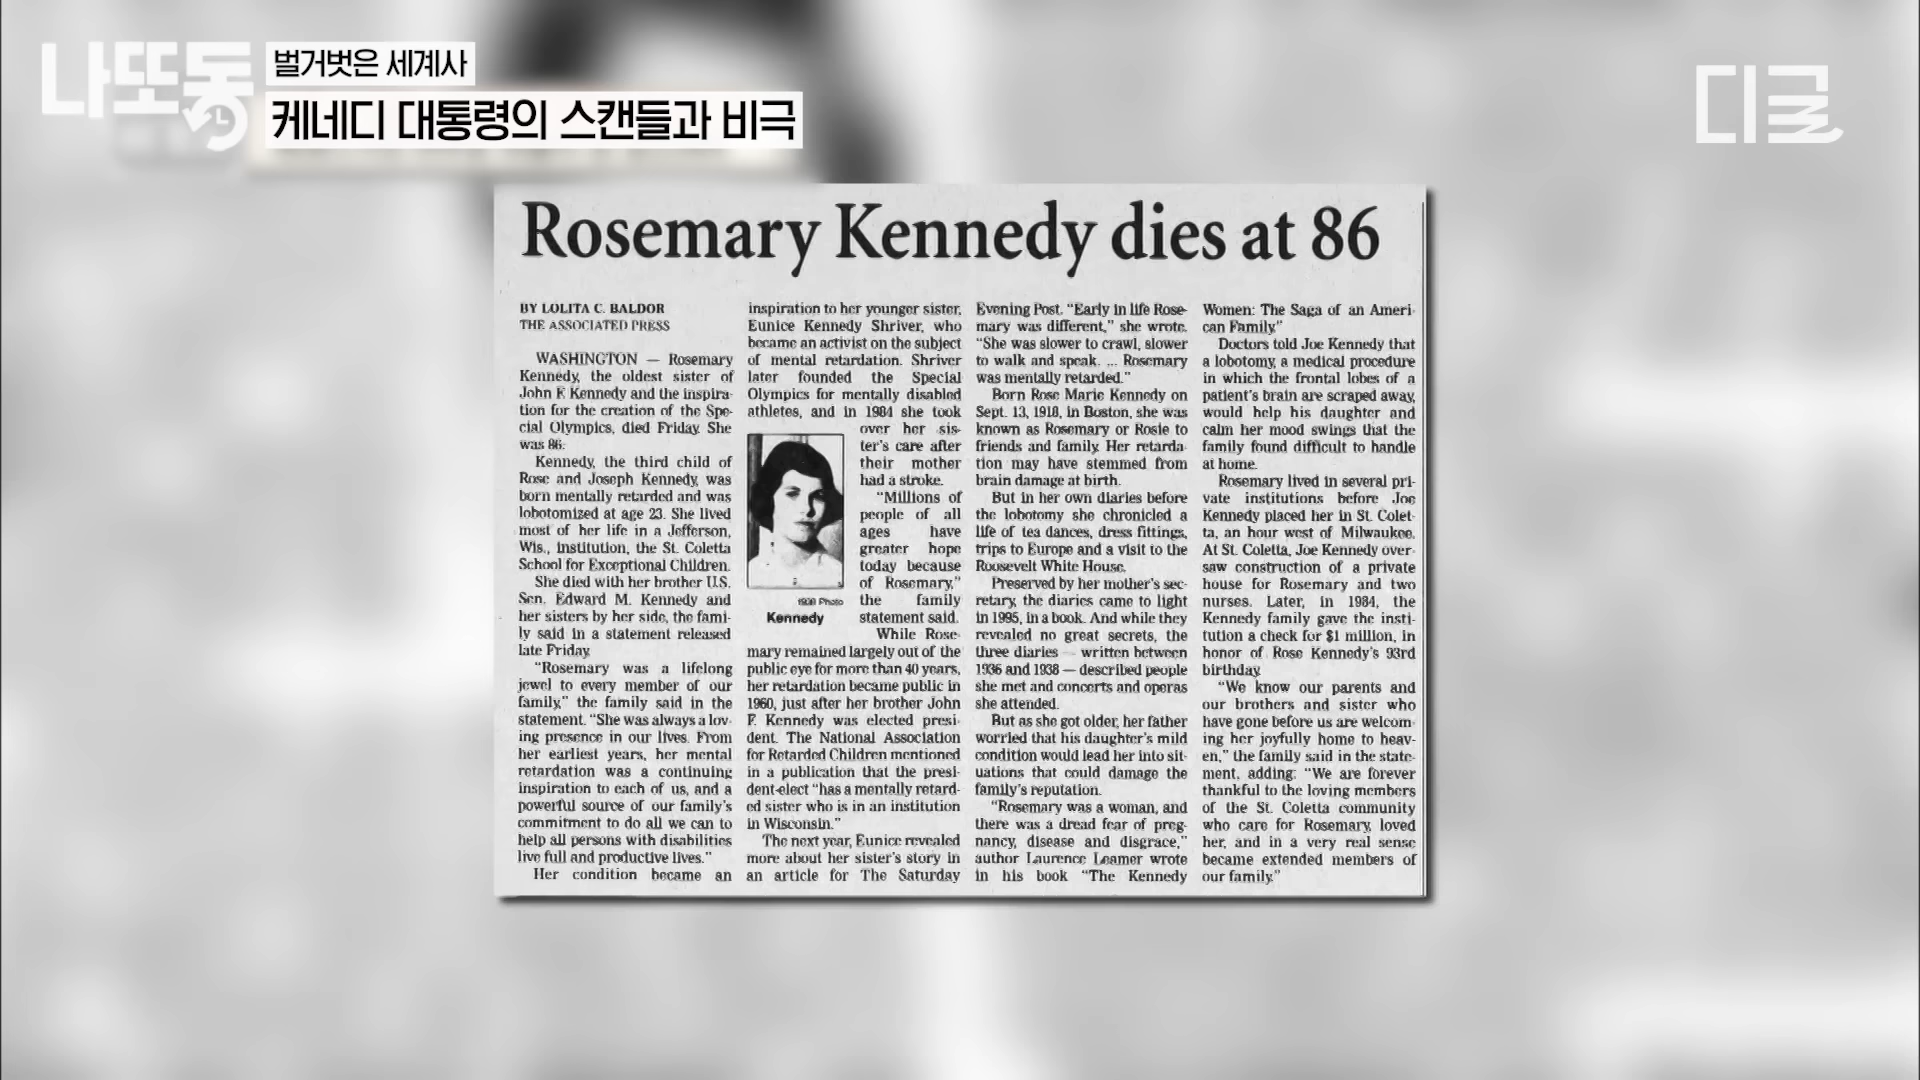 나또동
벌거벗은 세계사
케네디 대통령의 스캔들과 비극
디글
Rosemary Kennedy dies at 86
BY LOLITA C. BALDOR
THE ASSOCIATED PRESS
WASHINGTON — Rosemary
Kennedy, the oldest sister of
John F. Kennedy and the inspira-
tion for the creation of the Spe-
cial Olympics, died Friday. She
was 86.
Kennedy, the third child of
Rose and Joseph Kennedy, was
born mentally retarded and was
lobotomized at age 23. She lived
most of her life in a Jefferson,
Wis., institution, the St. Coletta
School for Exceptional Children.
She died with her brother U.S.
Sen. Edward M. Kennedy and
her sisters by her side, the fami-
ly said in a statement released
late Friday.
"Rosemary was a lifelong
jewel to every member of our
family," the family said in the
statement. "She was always a lov-
ing presence in our lives. From
her earliest years, her mental
retardation was a continuing
inspiration to each of us, and a
powerful source of our family's
commitment to do all we can to
help all persons with disabilities
live full and productive lives."
Her condition became an
inspiration to her younger sister,
Eunice Kennedy Shriver, who
became an activist on the subject
of mental retardation. Shriver
later founded the Special
Olympics for mentally disabled
athletes, and in 1984 she took
over her sis-
ter's care after
their mother
had a stroke.
"Millions of
people of all
ages have
greater hope
today because
of Rosemary,"
the family
statement said.
1938 Photo
Kennedy
While Rose-
mary remained largely out of the
public eye for more than 40 years,
her retardation became public in
1960, just after her brother John
F. Kennedy was elected presi-
dent. The National Association
for Retarded Children mentioned
in a publication that the presi-
dent-elect "has a mentally retard-
ed sister who is in an institution
in Wisconsin."
The next year, Eunice revealed
more about her sister's story in
an article for The Saturday
Evening Post. "Early in life Rose-
mary was different," she wrote.
"She was slower to crawl, slower
to walk and speak. ... Rosemary
was mentally retarded."
Born Rose Marie Kennedy on
Sept. 13, 1918, in Boston, she was
known as Rosemary or Rosie to
friends and family. Her retarda-
tion may have stemmed from
brain damage at birth.
But in her own diaries before
the lobotomy she chronicled a
life of tea dances, dress fittings,
trips to Europe and a visit to the
Roosevelt White House.
Preserved by her mother's sec-
retary, the diaries came to light
in 1995, in a book. And while they
revealed no great secrets, the
three diaries — written between
1936 and 1938 — described people
she met and concerts and operas
she attended.
But as she got older, her father
worried that his daughter's mild
condition would lead her into sit-
uations that could damage the
family's reputation.
"Rosemary was a woman, and
there was a dread fear of preg-
nancy, disease and disgrace,"
author Laurence Leamer wrote
in his book "The Kennedy
Women: The Saga of an Ameri-
can Family."
Doctors told Joe Kennedy that
a lobotomy, a medical procedure
in which the frontal lobes of a
patient's brain are scraped away,
would help his daughter and
calm her mood swings that the
family found difficult to handle
at home.
Rosemary lived in several pri-
vate institutions before Joe
Kennedy placed her in St. Colet-
ta, an hour west of Milwaukee.
At St. Coletta, Joe Kennedy over-
saw construction of a private
house for Rosemary and two
nurses. Later, in 1984, the
Kennedy family gave the insti-
tution a check for $1 million, in
honor of Rose Kennedy's 93rd
birthday.
"We know our parents and
our brothers and sister who
have gone before us are welcom-
ing her joyfully home to heav-
en," the family said in the state-
ment, adding: "We are forever
thankful to the loving members
of the St. Coletta community
who care for Rosemary, loved
her, and in a very real sense
became extended members of
our family."